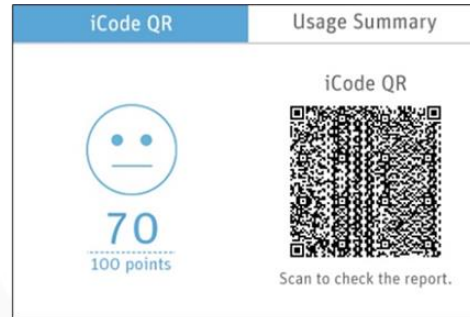 iCode QR
Usage Summary
70
100 points
iCode QR
Scan to check the report.